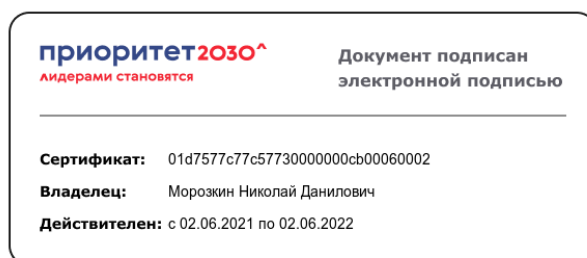 приоритет2030^
лидерами становятся
Документ подписан
электронной подписью
Сертификат: 01d7577c77c57730000000cb00060002
Владелец: Морозкин Николай Данилович
Действителен: с 02.06.2021 по 02.06.2022